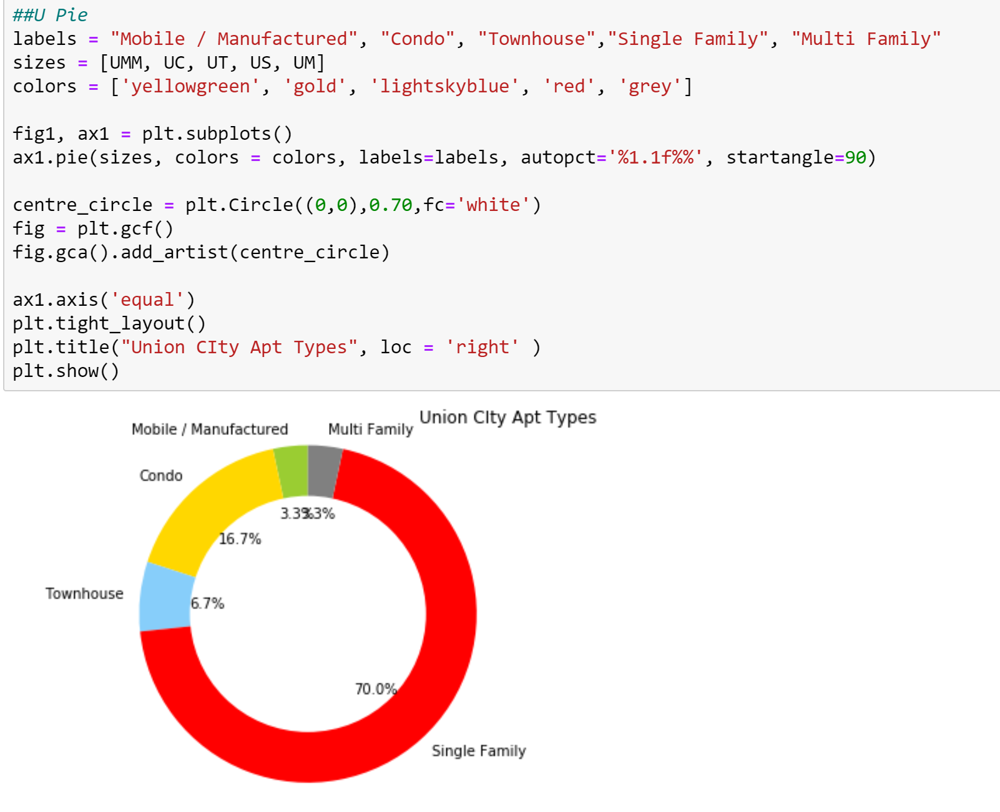 ##U Pie
labels = "Mobile / Manufactured", "Condo", "Townhouse","Single Family", "Multi Family"
sizes = [UMM, UC, UT, US, UM]
colors = ['yellowgreen', 'gold', 'lightskyblue', 'red', 'grey']
fig1, ax1 = plt.subplots()
ax1.pie(sizes, colors = colors, labels=labels, autopct='%1.1f%%', startangle=90)
centre_circle = plt.Circle((0,0),0.70,fc='white')
fig = plt.gcf()
fig.gca().add_artist(centre_circle)
ax1.axis('equal')
plt.tight_layout()
plt.title("Union CIty Apt Types", loc = 'right' )
plt.show()
Union CIty Apt Types
Mobile / Manufactured
Multi Family
Condo
3.3%
3.3%
16.7%
Townhouse
6.7%
70.0%
Single Family